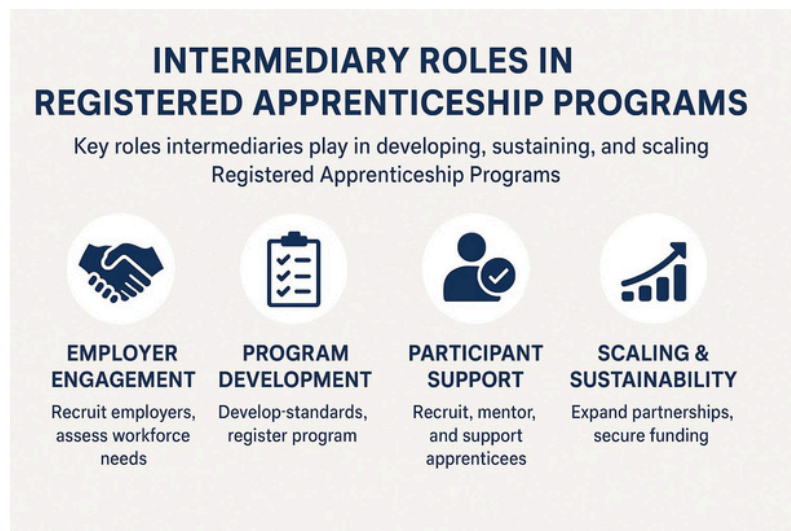 INTERMEDIARY ROLES IN
REGISTERED APPRENTICESHIP PROGRAMS
Key roles intermediaries play in developing, sustaining, and scaling
Registered Apprenticeship Programs
EMPLOYER
ENGAGEMENT
Recruit employers,
assess workforce
needs
PROGRAM
DEVELOPMENT
Develop-standards,
register program
PARTICIPANT
SUPPORT
Recruit, mentor,
and support
apprenticees
SCALING &
SUSTAINABILITY
Expand partnerships,
secure funding